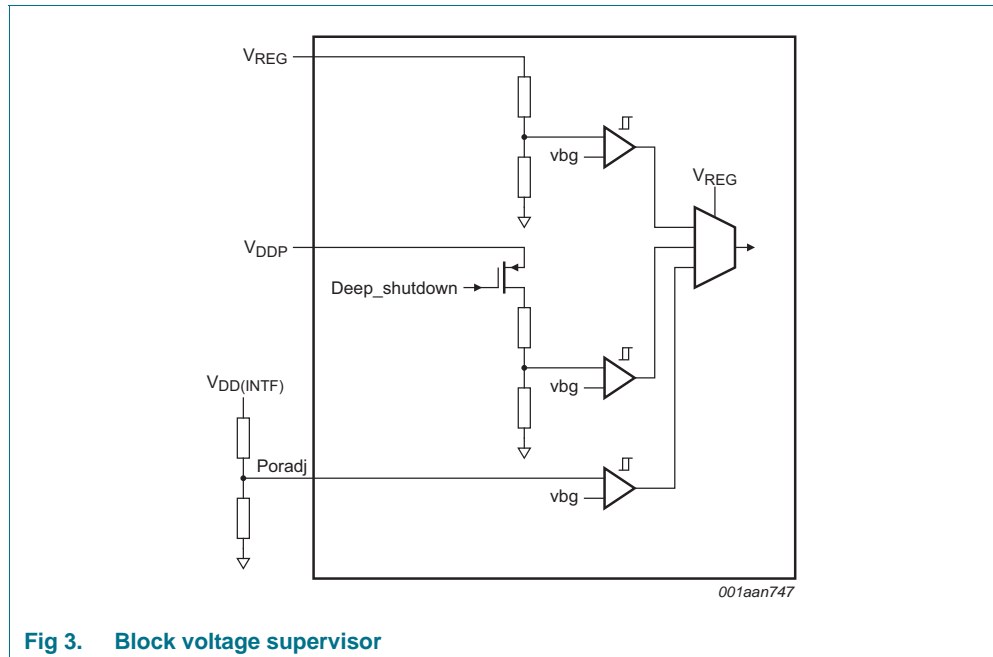 VREG
vbg
VREG
VDDP
Deep_shutdown
vbg
VDD(INTF)
Poradj
vbg
001aan747
Fig 3. Block voltage supervisor